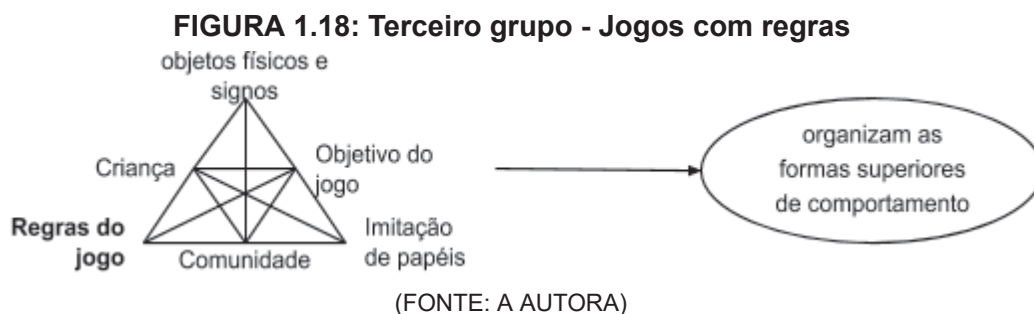 FIGURA 1.18: Terceiro grupo - Jogos com regras
objetos físicos e
signos
Criança
Objetivo do
jogo
Regras do
jogo
Comunidade
Imitação
de papéis
organizam as
formas superiores
de comportamento
(FONTE: A AUTORA)